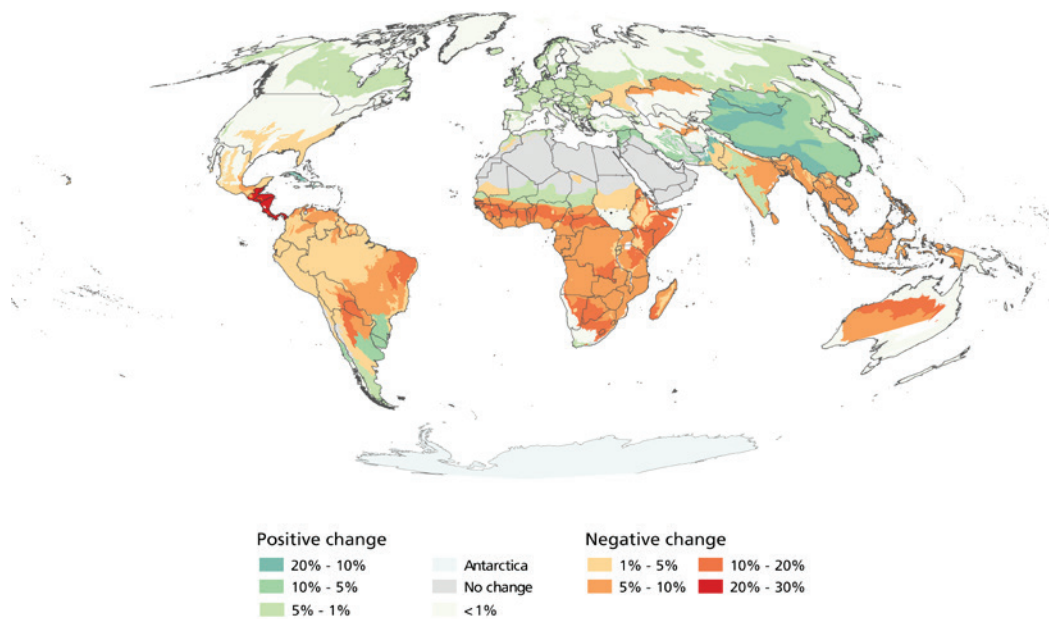 Positive change
20% - 10%
10% - 5%
5% - 1%
Antarctica
No change
<1%
Negative change
1% - 5%
5% - 10%
10% - 20%
20% - 30%